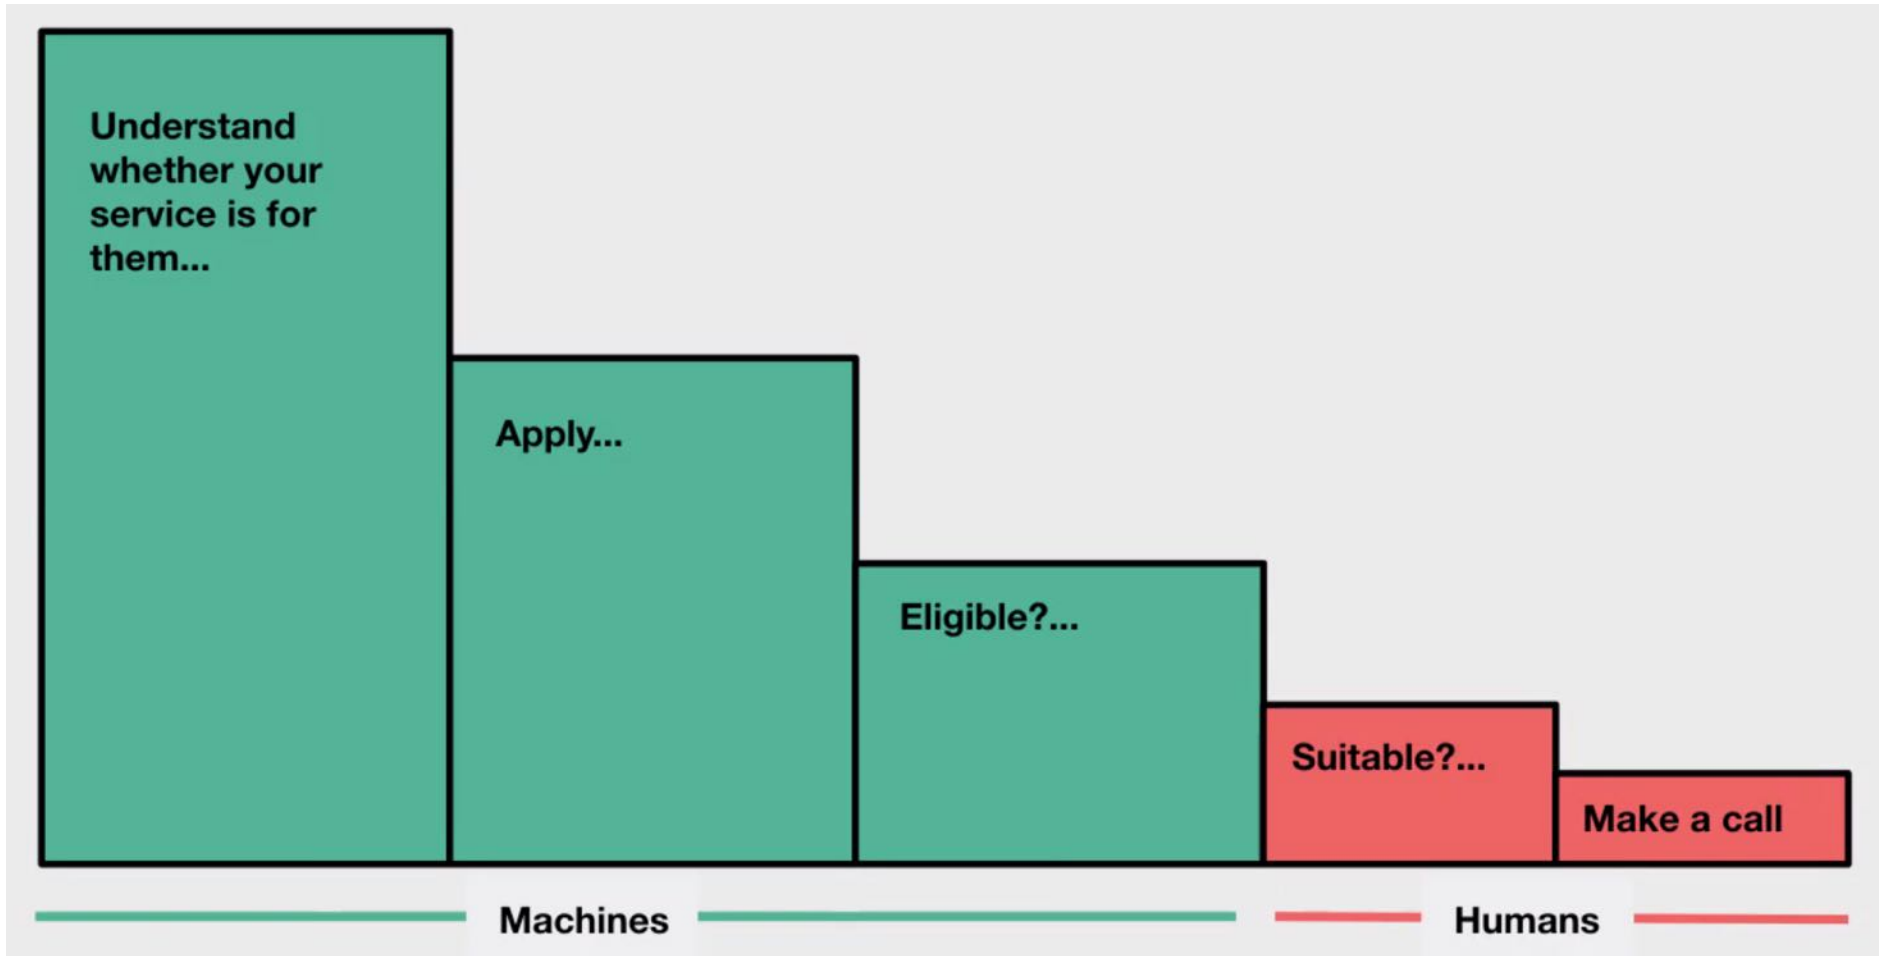 Understand
whether your
service is for
them...
Apply...
Eligible?...
Suitable?...
Make a call
Machines
Humans